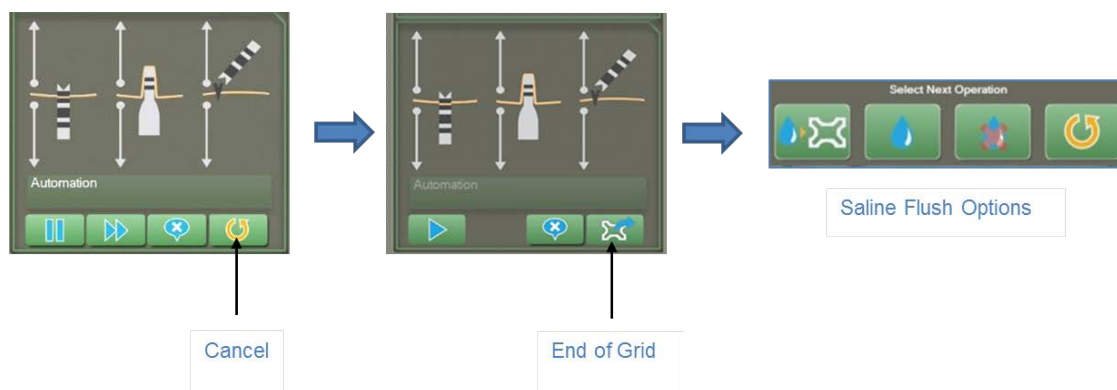 Automation
Cancel
Automation
End of Grid
Select Next Operation
Saline Flush Options